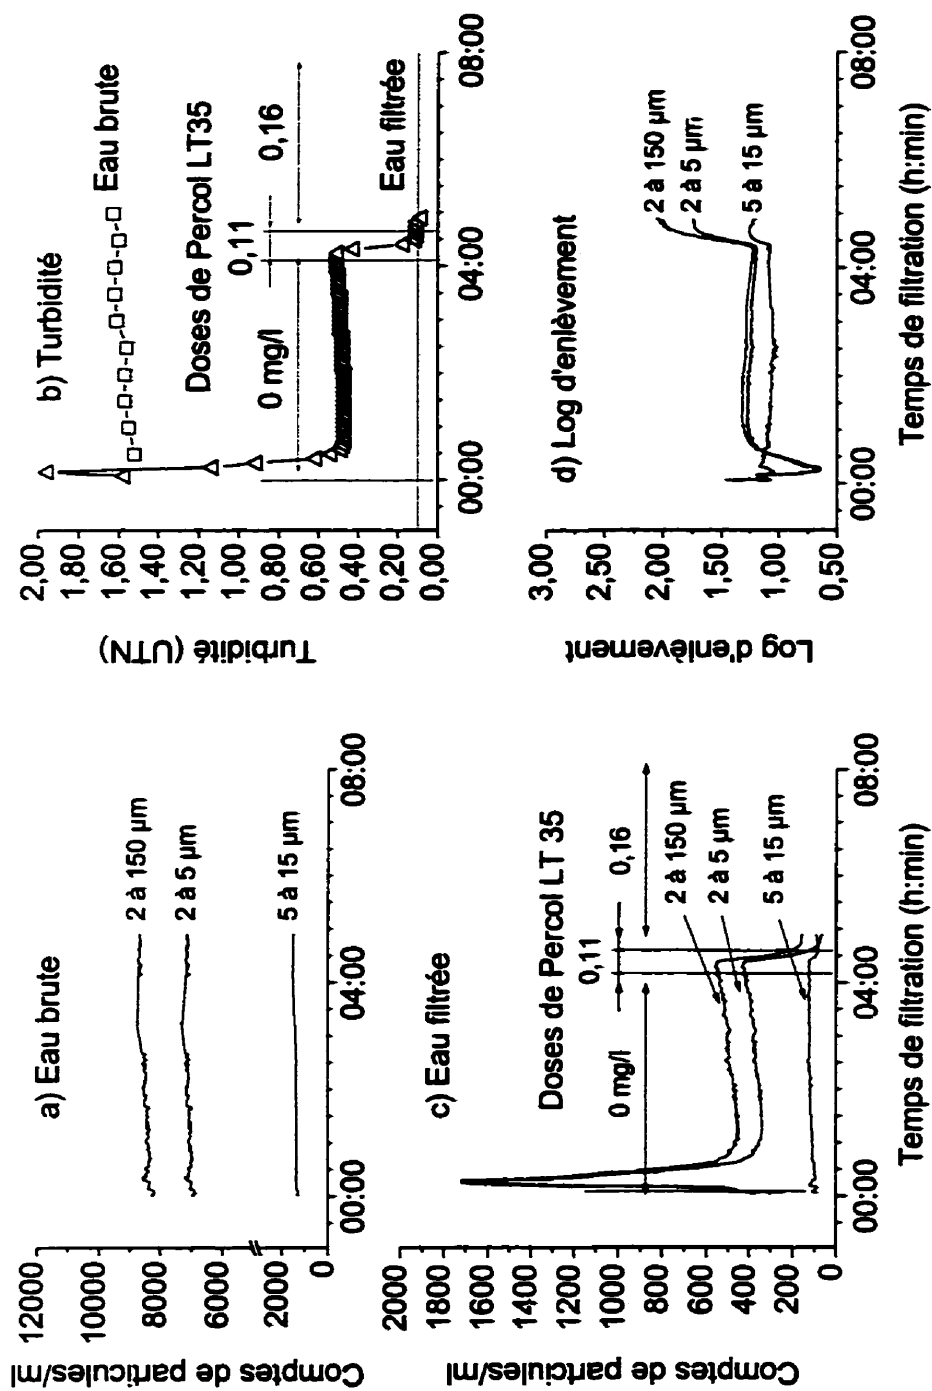 a) Eau brute
Comptes de particules/ml
12000
10000
8000
6000
2000
0
2 à 150 µm
2 à 5 µm
5 à 15 µm
00:00
04:00
08:00
b) Turbidité
Turbidité (UTN)
2,00
1,80
1,60
1,40
1,20
1,00
0,80
0,60
0,40
0,20
0,00
Eau brute
Doses de Percol LT35
0 mg/l
0,11
0,16
Eau filtrée
00:00
04:00
08:00
c) Eau filtrée
Comptes de particules/ml
2000
1800
1600
1400
1200
1000
800
600
400
200
0
Doses de Percol LT 35
0 mg/l
0,11
0,16
2 à 150 µm
2 à 5 µm
5 à 15 µm
00:00
04:00
08:00
Temps de filtration (h:min)
d) Log d'enlèvement
Log d'enlèvement
3,00
2,00
1,50
1,00
0,50
2 à 150 µm
2 à 5 µm
5 à 15 µm
00:00
04:00
08:00
Temps de filtration (h:min)